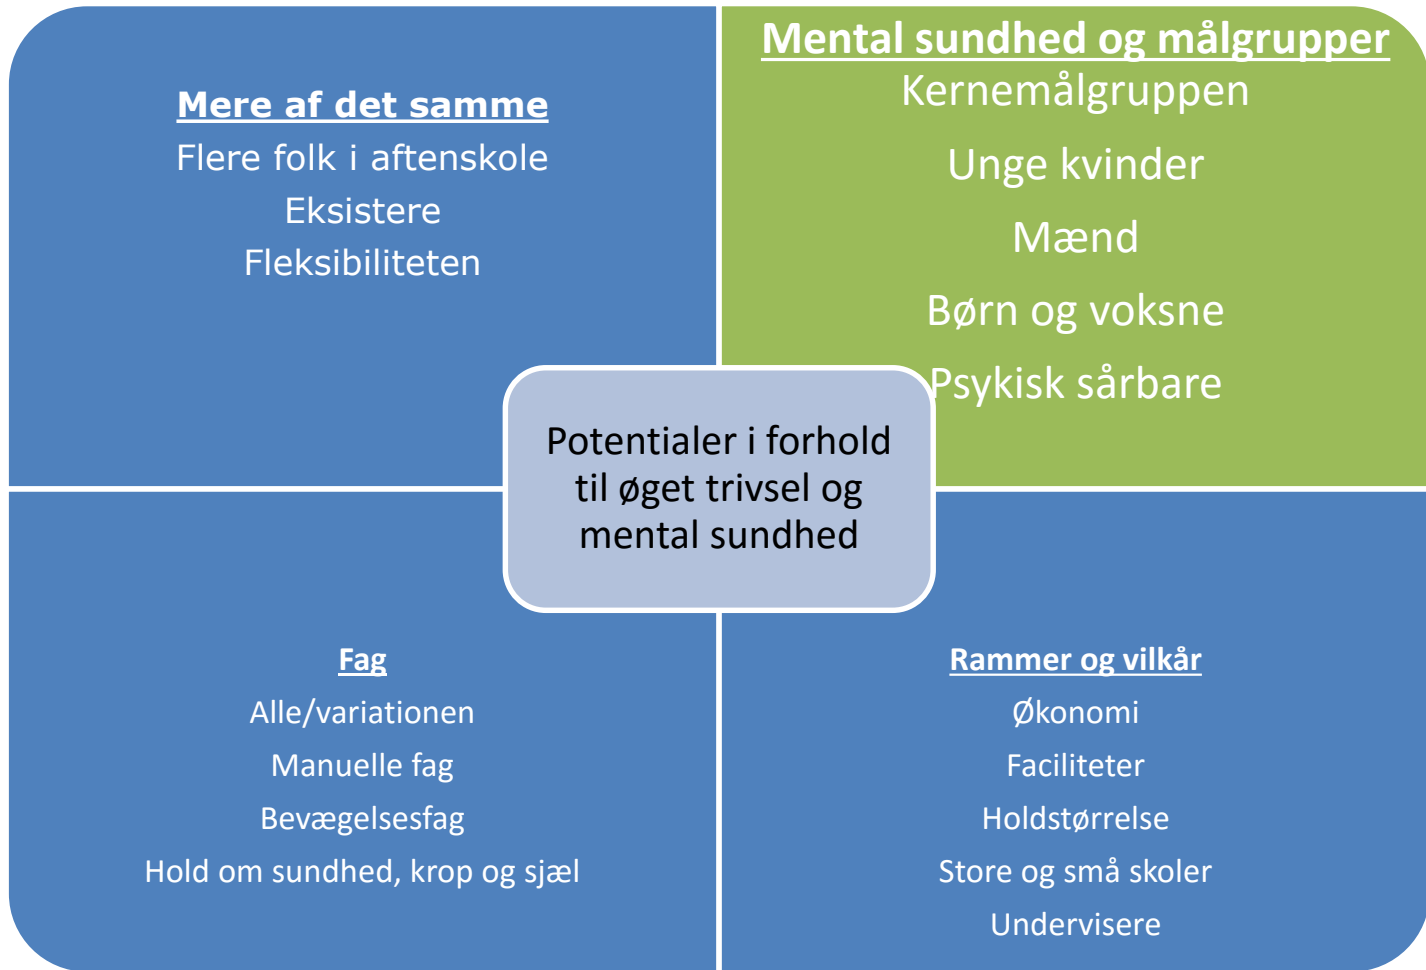 Mere af det samme
Flere folk i aftenskole
Eksistere
Fleksibiliteten
Mental sundhed og målgrupper
Kernemålgruppen
Unge kvinder
Mænd
Børn og voksne
Psykisk sårbare
Potentialer i forhold
til øget trivsel og
mental sundhed
Fag
Alle/variationen
Manuelle fag
Bevægelsesfag
Hold om sundhed, krop og sjæl
Rammer og vilkår
Økonomi
Faciliteter
Holdstørrelse
Store og små skoler
Undervisere